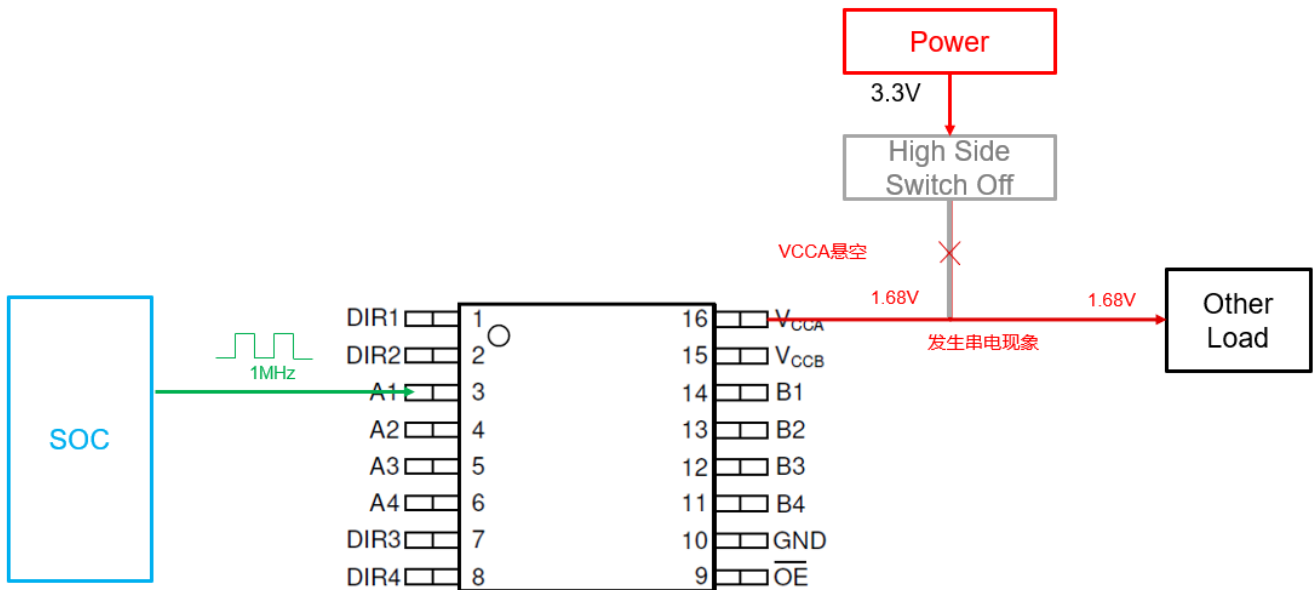 Power
3.3V
High Side
Switch Off
VCCA悬空
1.68V
1.68V
发生串电现象
Other
Load
SOC
1MHz
DIR1 1
DIR2 2
A1 3
A2 4
A3 5
A4 6
DIR3 7
DIR4 8
16 VCCA
15 VCCB
14 B1
13 B2
12 B3
11 B4
10 GND
9 O̅E̅